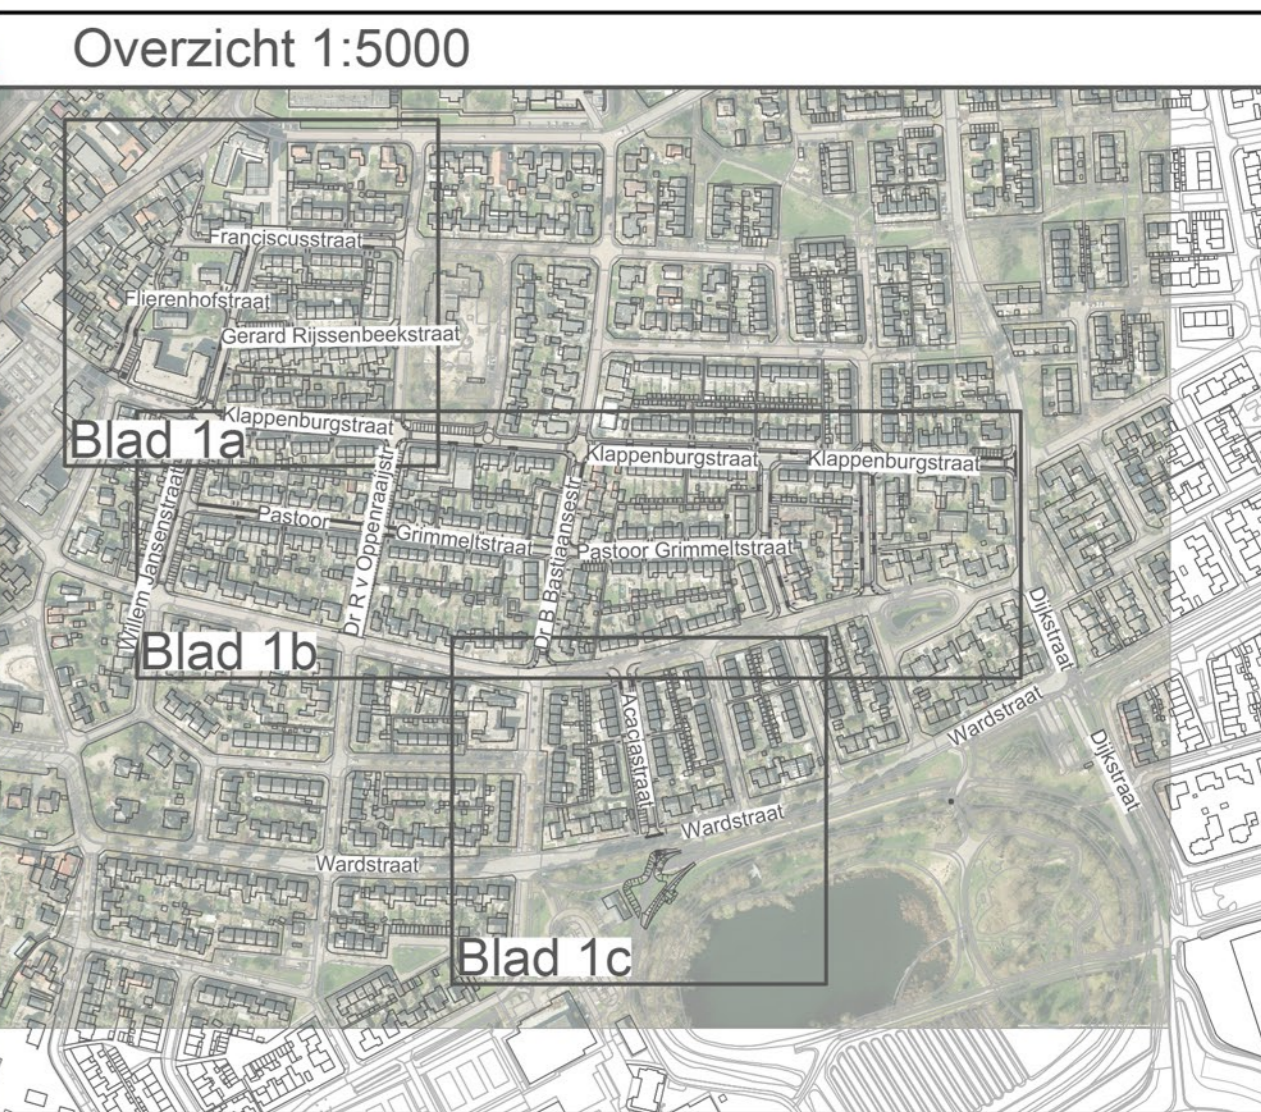 Overzicht 1:5000
Franciscusstraat
Flierenhofstraat
Gerard Rijssenbeekstraat
Klappenburgstraat
Blad 1a
Klappenburgstraat
Klappenburgstraat
Willem Jansenstraat
Pastoor
Dr R v Oppenraaijstr
Grimmeltstraat
Dr B Bastiaansestr
Pastoor Grimmeltstraat
Blad 1b
Dijkstraat
Acaciastraat
Wardstraat
Dijkstraat
Wardstraat
Wardstraat
Blad 1c